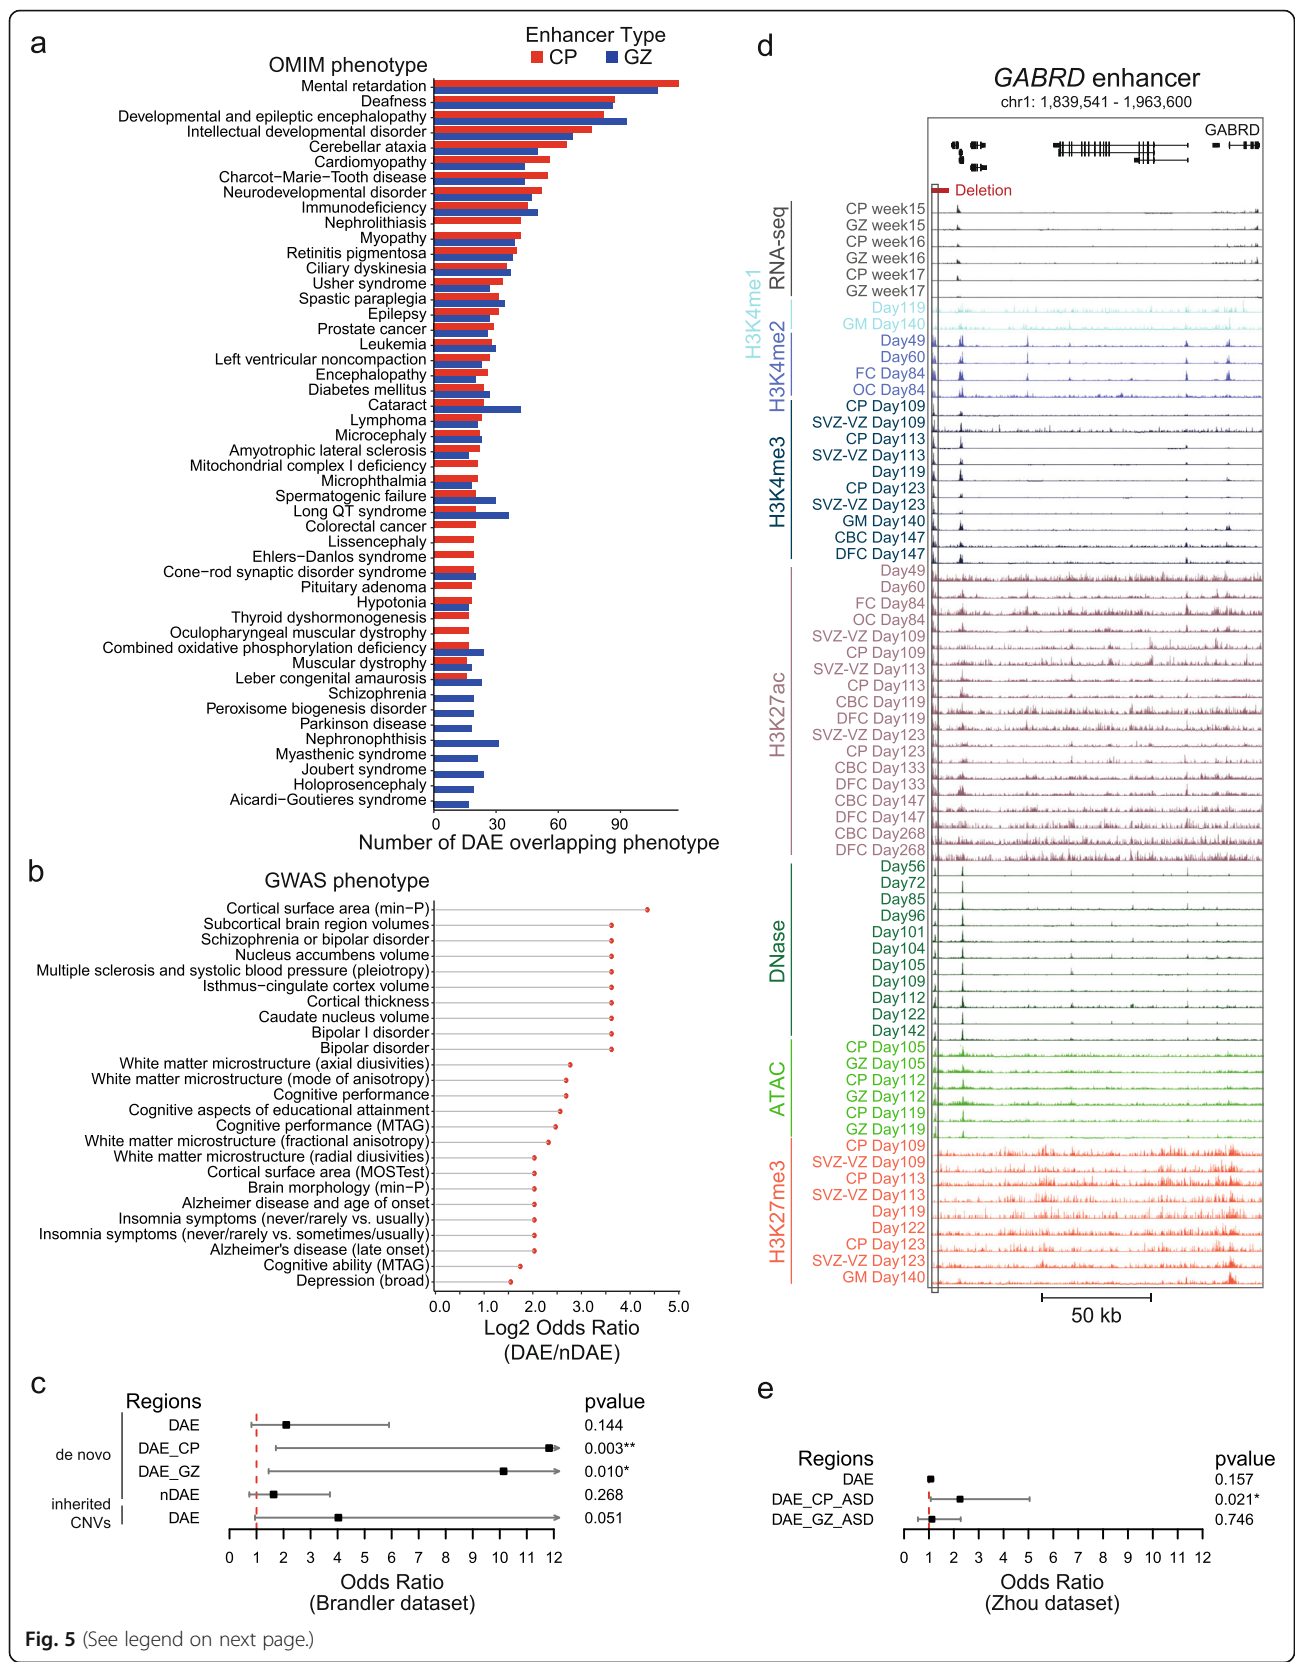 a
Enhancer Type
CP GZ
OMIM phenotype
Mental retardation
Deafness
Developmental and epileptic encephalopathy
Intellectual developmental disorder
Cerebellar ataxia
Cardiomyopathy
Charcot−Marie−Tooth disease
Neurodevelopmental disorder
Immunodeficiency
Nephrolithiasis
Myopathy
Retinitis pigmentosa
Ciliary dyskinesia
Usher syndrome
Spastic paraplegia
Epilepsy
Prostate cancer
Leukemia
Left ventricular noncompaction
Encephalopathy
Diabetes mellitus
Cataract
Lymphoma
Microcephaly
Amyotrophic lateral sclerosis
Mitochondrial complex I deficiency
Microphthalmia
Spermatogenic failure
Long QT syndrome
Colorectal cancer
Lissencephaly
Ehlers−Danlos syndrome
Cone−rod synaptic disorder syndrome
Pituitary adenoma
Hypotonia
Thyroid dyshormonogenesis
Oculopharyngeal muscular dystrophy
Combined oxidative phosphorylation deficiency
Muscular dystrophy
Leber congenital amaurosis
Schizophrenia
Peroxisome biogenesis disorder
Parkinson disease
Nephronophthisis
Myasthenic syndrome
Joubert syndrome
Holoprosencephaly
Aicardi−Goutieres syndrome
0 30 60 90
Number of DAE overlapping phenotype
b
GWAS phenotype
Cortical surface area (min−P)
Subcortical brain region volumes
Schizophrenia or bipolar disorder
Nucleus accumbens volume
Multiple sclerosis and systolic blood pressure (pleiotropy)
Isthmus−cingulate cortex volume
Cortical thickness
Caudate nucleus volume
Bipolar I disorder
Bipolar disorder
White matter microstructure (axial diusivities)
White matter microstructure (mode of anisotropy)
Cognitive performance
Cognitive aspects of educational attainment
Cognitive performance (MTAG)
White matter microstructure (fractional anisotropy)
White matter microstructure (radial diusivities)
Cortical surface area (MOSTest)
Brain morphology (min−P)
Alzheimer disease and age of onset
Insomnia symptoms (never/rarely vs. usually)
Insomnia symptoms (never/rarely vs. sometimes/usually)
Alzheimer's disease (late onset)
Cognitive ability (MTAG)
Depression (broad)
0.0 1.0 2.0 3.0 4.0 5.0
Log2 Odds Ratio
(DAE/nDAE)
c
Regions pvalue
de novo
DAE 0.144
DAE_CP 0.003**
DAE_GZ 0.010*
nDAE 0.268
inherited
CNVs
DAE 0.051
0 1 2 3 4 5 6 7 8 9 10 11 12
Odds Ratio
(Brandler dataset)
d
GABRD enhancer
chr1: 1,839,541 - 1,963,600
GABRD
Deletion
RNA-seq
CP week15
GZ week15
CP week16
GZ week16
CP week17
GZ week17
H3K4me1
Day119
GM Day140
H3K4me2
Day49
Day60
FC Day84
OC Day84
H3K4me3
CP Day109
SVZ-VZ Day109
CP Day113
SVZ-VZ Day113
Day119
CP Day123
SVZ-VZ Day123
GM Day140
CBC Day147
DFC Day147
H3K27ac
Day49
Day60
FC Day84
OC Day84
SVZ-VZ Day109
CP Day109
SVZ-VZ Day113
CP Day113
CBC Day119
DFC Day119
SVZ-VZ Day123
CP Day123
CBC Day133
DFC Day133
CBC Day147
DFC Day147
CBC Day268
DFC Day268
DNase
Day56
Day72
Day85
Day96
Day101
Day104
Day105
Day109
Day112
Day122
Day142
ATAC
CP Day105
GZ Day105
CP Day112
GZ Day112
CP Day119
GZ Day119
H3K27me3
CP Day109
SVZ-VZ Day109
CP Day113
SVZ-VZ Day113
Day119
Day122
CP Day123
SVZ-VZ Day123
GM Day140
50 kb
e
Regions pvalue
DAE 0.157
DAE_CP_ASD 0.021*
DAE_GZ_ASD 0.746
0 1 2 3 4 5 6 7 8 9 10 11 12
Odds Ratio
(Zhou dataset)
Fig. 5 (See legend on next page.)